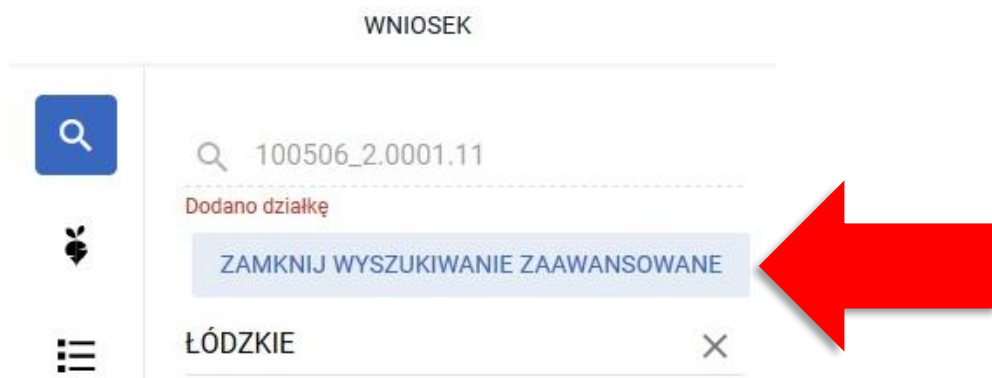 WNIOSEK
100506_2.0001.11
Dodano działkę
ZAMKNIJ WYSZUKIWANIE ZAAWANSOWANE
ŁÓDZKIE